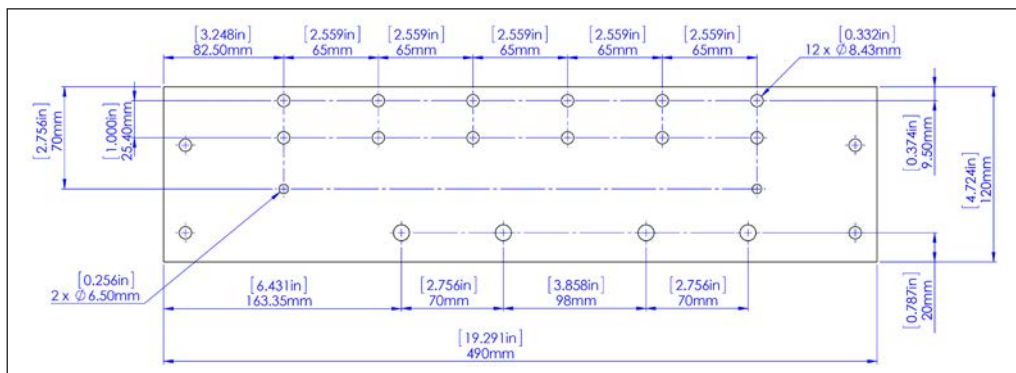 [3.248in]
82.50mm
[2.559in]
65mm
[2.559in]
65mm
[2.559in]
65mm
[2.559in]
65mm
[2.559in]
65mm
[0.332in]
12 x Ø8.43mm
[2.756in]
70mm
[1.000in]
25.40mm
[0.374in]
9.50mm
[4.724in]
120mm
[0.256in]
2 x Ø6.50mm
[6.431in]
163.35mm
[2.756in]
70mm
[3.858in]
98mm
[2.756in]
70mm
[0.787in]
20mm
[19.291in]
490mm